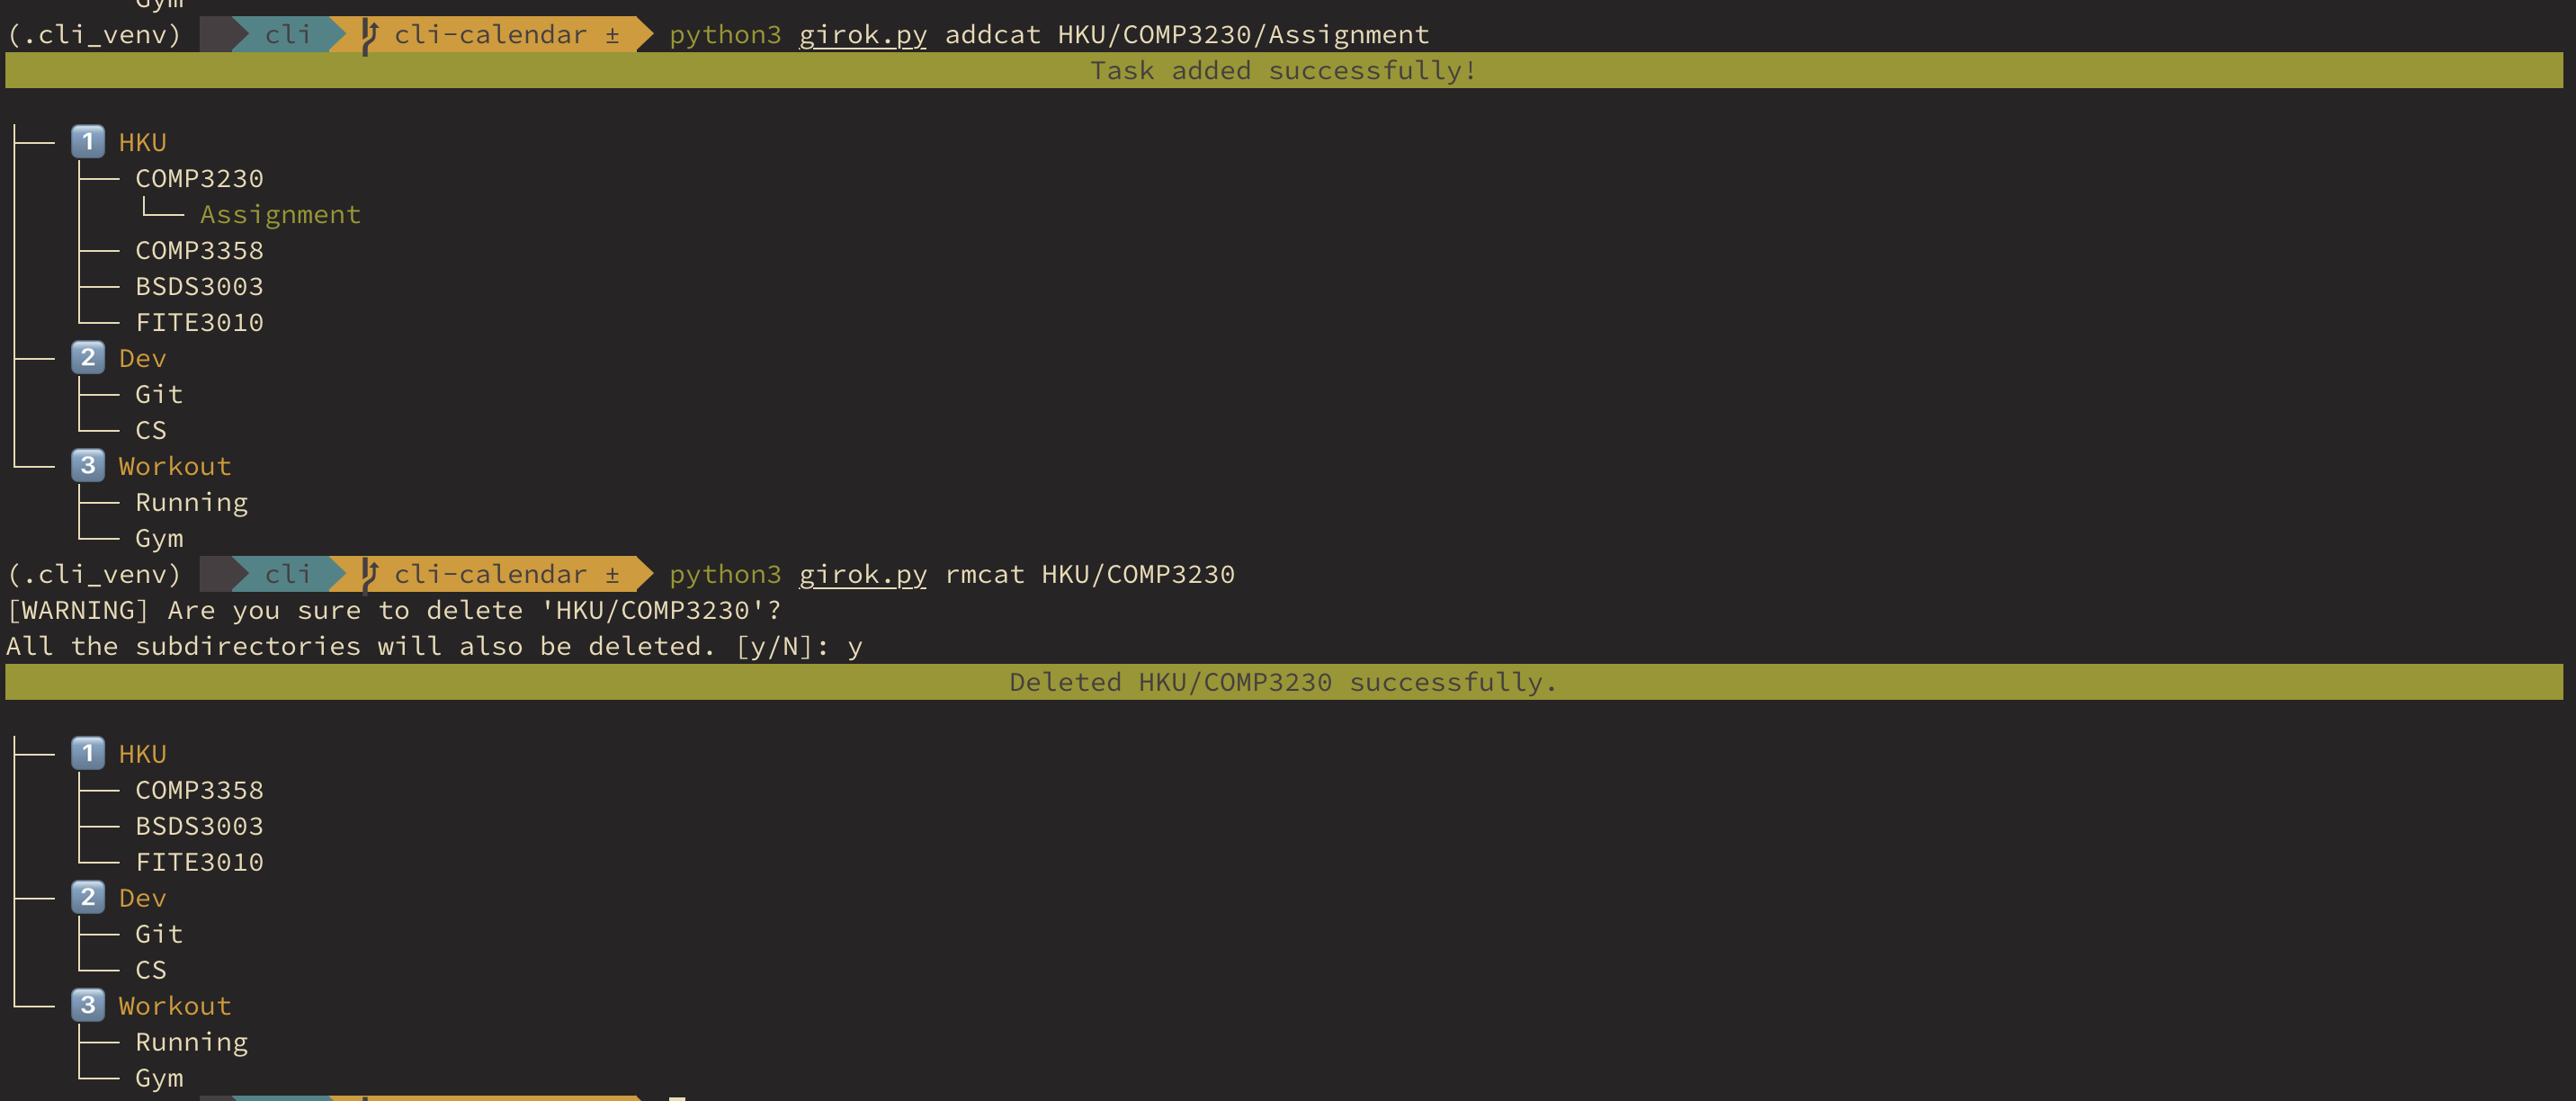 Gym
(.cli_venv) cli cli-calendar ± python3 girok.py addcat HKU/COMP3230/Assignment
Task added successfully!
1 HKU
COMP3230
Assignment
COMP3358
BSDS3003
FITE3010
2 Dev
Git
CS
3 Workout
Running
Gym
(.cli_venv) cli cli-calendar ± python3 girok.py rmcat HKU/COMP3230
[WARNING] Are you sure to delete 'HKU/COMP3230'?
All the subdirectories will also be deleted. [y/N]: y
Deleted HKU/COMP3230 successfully.
1 HKU
COMP3358
BSDS3003
FITE3010
2 Dev
Git
CS
3 Workout
Running
Gym